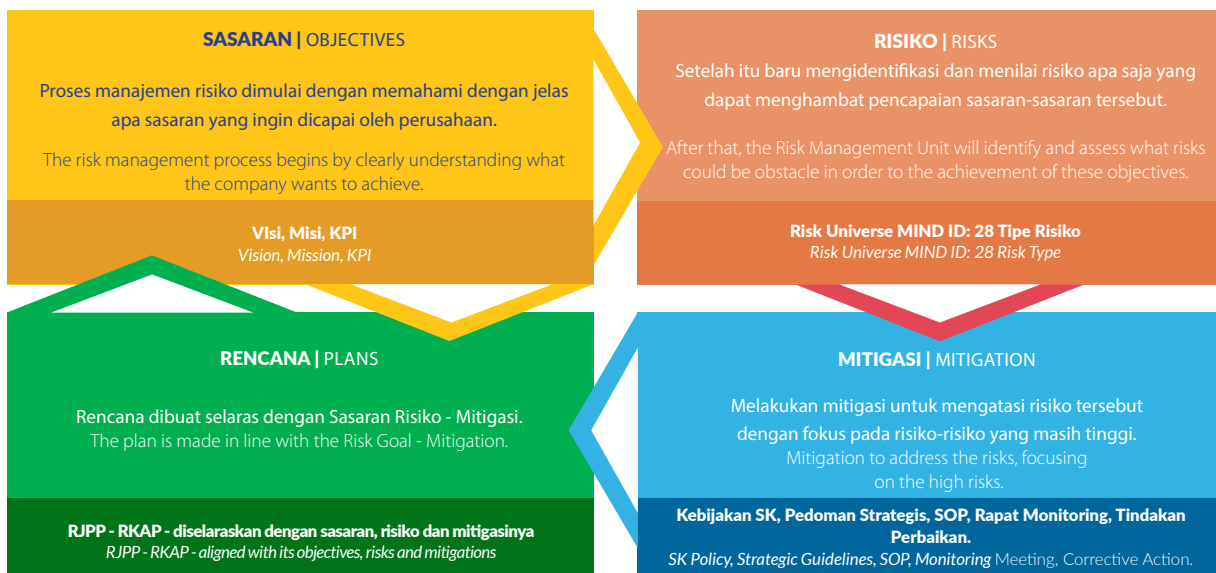 SASARAN | OBJECTIVES
Proses manajemen risiko dimulai dengan memahami dengan jelas
apa sasaran yang ingin dicapai oleh perusahaan.
The risk management process begins by clearly understanding what
the company wants to achieve.
VIsi, Misi, KPI
Vision, Mission, KPI
RISIKO | RISKS
Setelah itu baru mengidentifikasi dan menilai risiko apa saja yang
dapat menghambat pencapaian sasaran-sasaran tersebut.
After that, the Risk Management Unit will identify and assess what risks
could be obstacle in order to the achievement of these objectives.
Risk Universe MIND ID: 28 Tipe Risiko
Risk Universe MIND ID: 28 Risk Type
RENCANA | PLANS
Rencana dibuat selaras dengan Sasaran Risiko - Mitigasi.
The plan is made in line with the Risk Goal - Mitigation.
RJPP - RKAP - diselaraskan dengan sasaran, risiko dan mitigasinya
RJPP - RKAP - aligned with its objectives, risks and mitigations
MITIGASI | MITIGATION
Melakukan mitigasi untuk mengatasi risiko tersebut
dengan fokus pada risiko-risiko yang masih tinggi.
Mitigation to address the risks, focusing
on the high risks.
Kebijakan SK, Pedoman Strategis, SOP, Rapat Monitoring, Tindakan
Perbaikan.
SK Policy, Strategic Guidelines, SOP, Monitoring Meeting, Corrective Action.